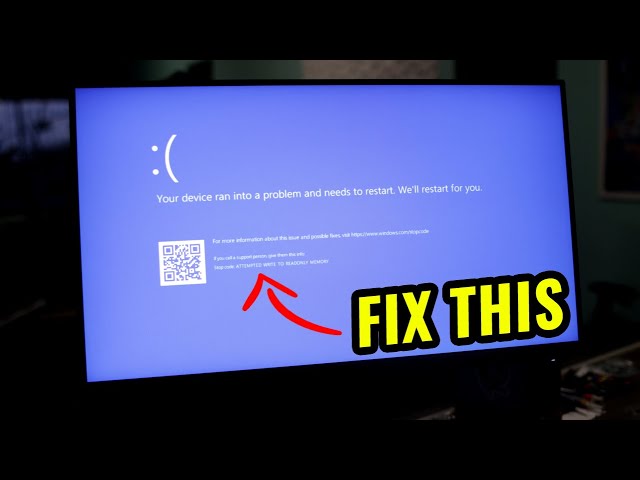 :(
Your device ran into a problem and needs to restart. We'll restart for you.
For more information about this issue and possible fixes, visit https://www.windows.com/stopcode
If you call a support person, give them this info:
Stop code: ATTEMPTED WRITE TO READONLY MEMORY
FIX THIS